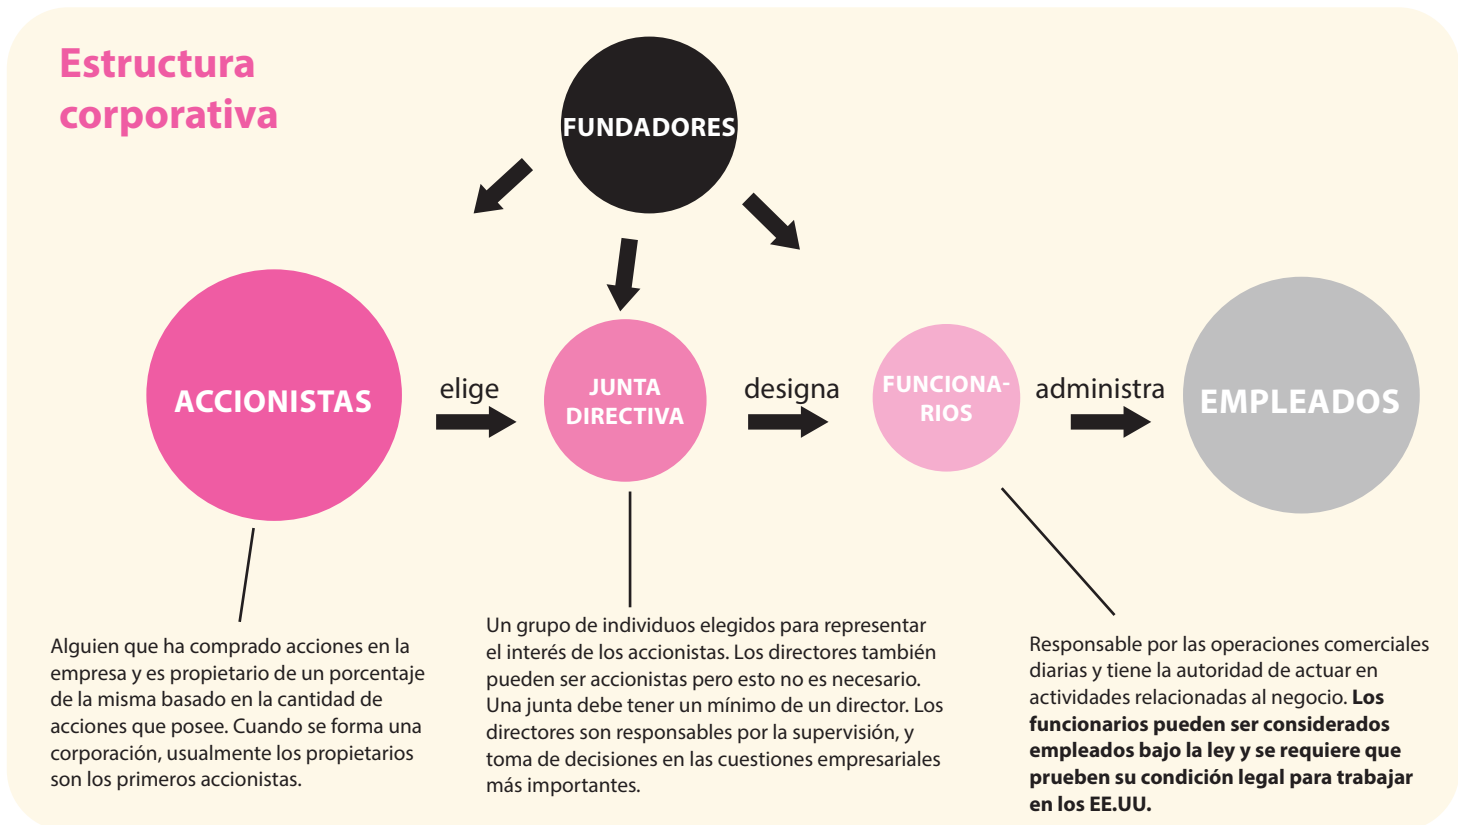 Estructura
corporativa
FUNDADORES
ACCIONISTAS
elige
JUNTA
DIRECTIVA
designa
FUNCIONA-
RIOS
administra
EMPLEADOS
Alguien que ha comprado acciones en la
empresa y es propietario de un porcentaje
de la misma basado en la cantidad de
acciones que posee. Cuando se forma una
corporación, usualmente los propietarios
son los primeros accionistas.
Un grupo de individuos elegidos para representar
el interés de los accionistas. Los directores también
pueden ser accionistas pero esto no es necesario.
Una junta debe tener un mínimo de un director. Los
directores son responsables por la supervisión, y
toma de decisiones en las cuestiones empresariales
más importantes.
Responsable por las operaciones comerciales
diarias y tiene la autoridad de actuar en
actividades relacionadas al negocio. Los
funcionarios pueden ser considerados
empleados bajo la ley y se requiere que
prueben su condición legal para trabajar
en los EE.UU.